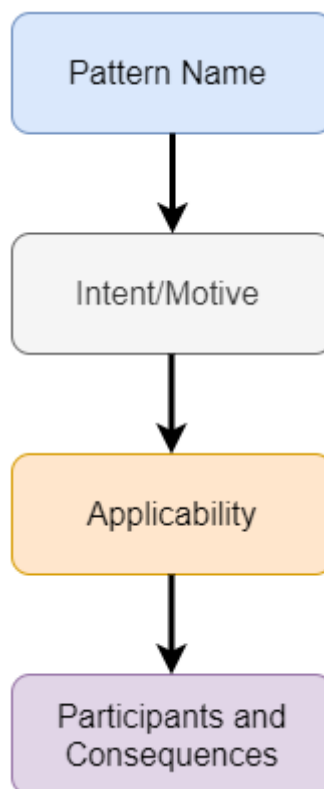 Pattern Name
Intent/Motive
Applicability
Participants and
Consequences